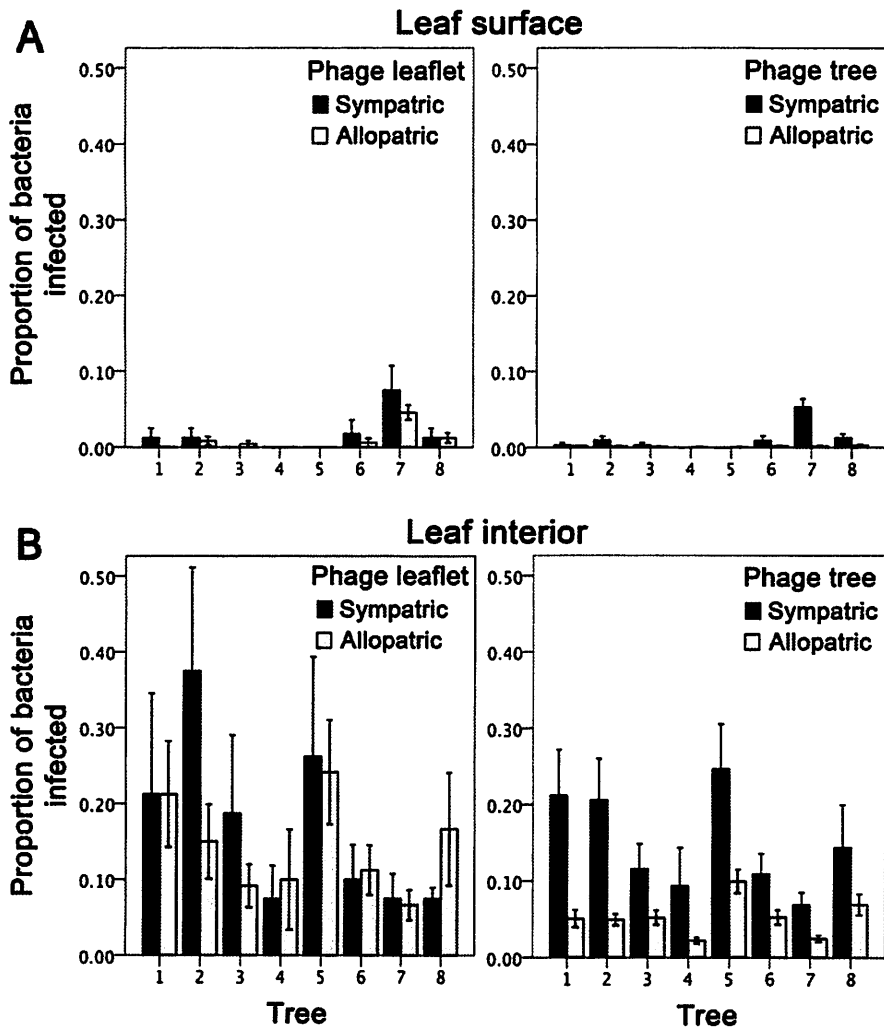 A
Leaf surface
Proportion of bacteria
infected
0.50
0.40
0.30
0.20
0.10
0.00
Phage leaflet
Sympatric
Allopatric
1 2 3 4 5 6 7 8
0.50
0.40
0.30
0.20
0.10
0.00
Phage tree
Sympatric
Allopatric
1 2 3 4 5 6 7 8
B
Leaf interior
Proportion of bacteria
infected
0.50
0.40
0.30
0.20
0.10
0.00
Phage leaflet
Sympatric
Allopatric
1 2 3 4 5 6 7 8
Tree
0.50
0.40
0.30
0.20
0.10
0.00
Phage tree
Sympatric
Allopatric
1 2 3 4 5 6 7 8
Tree